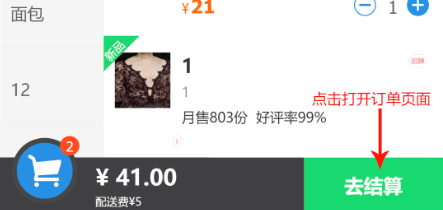 面包
¥21
1
新品
1
12
1
点击打开订单页面
月售803份 好评率99%
2
¥ 41.00
去结算
配送费¥5